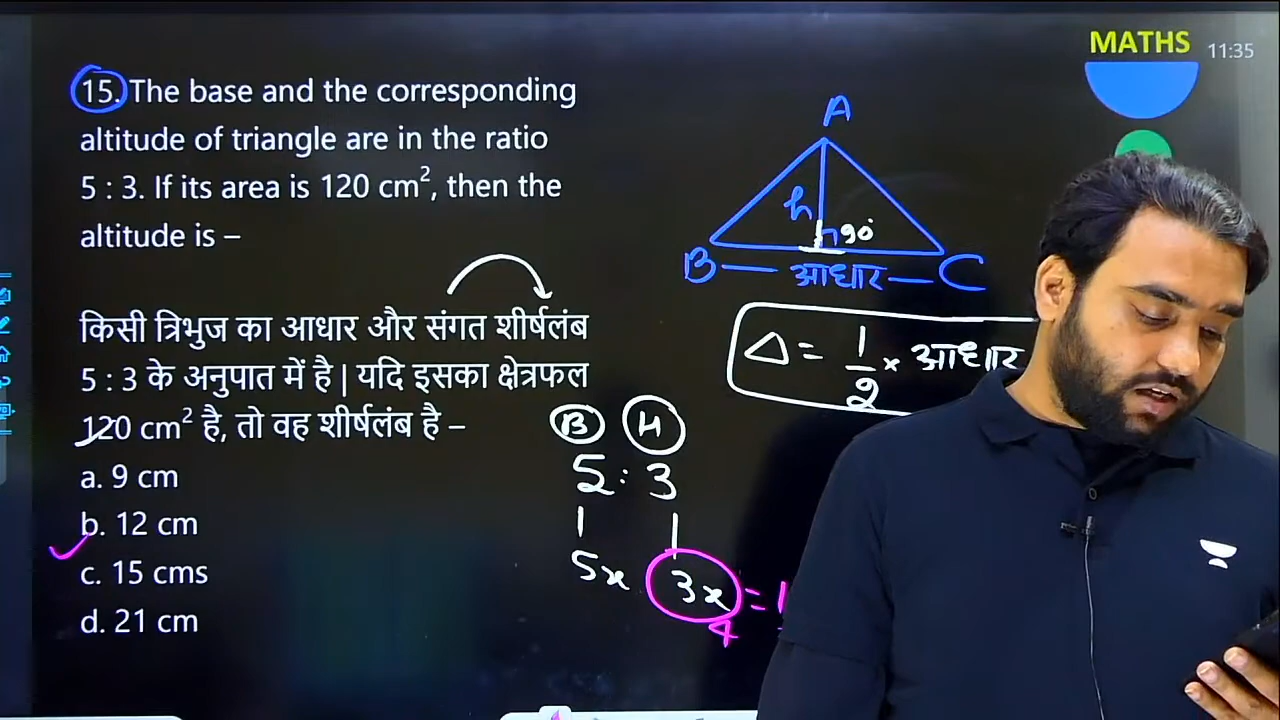 MATHS 11:35
15. The base and the corresponding
altitude of triangle are in the ratio
5 : 3. If its area is 120 cm², then the
altitude is –
किसी त्रिभुज का आधार और संगत शीर्षलंब
5 : 3 के अनुपात में है | यदि इसका क्षेत्रफल
120 cm² है, तो वह शीर्षलंब है –
a. 9 cm
b. 12 cm
c. 15 cms
d. 21 cm
A
h
90°
B — आधार — C
△ = 1/2 × आधार
B H
5 : 3
5x 3x =
4